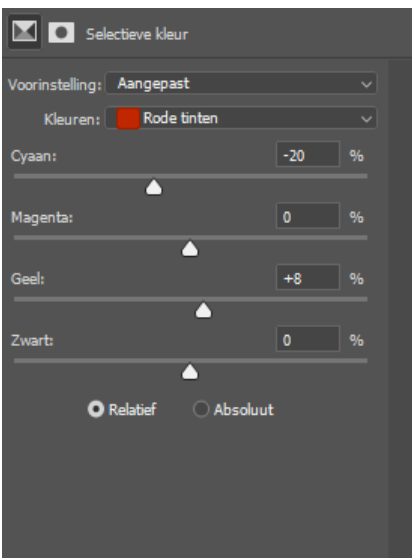 Selectieve kleur
Voorinstelling: Aangepast
Kleuren: Rode tinten
Cyaan: -20 %
Magenta: 0 %
Geel: +8 %
Zwart: 0 %
Relatief Absoluut